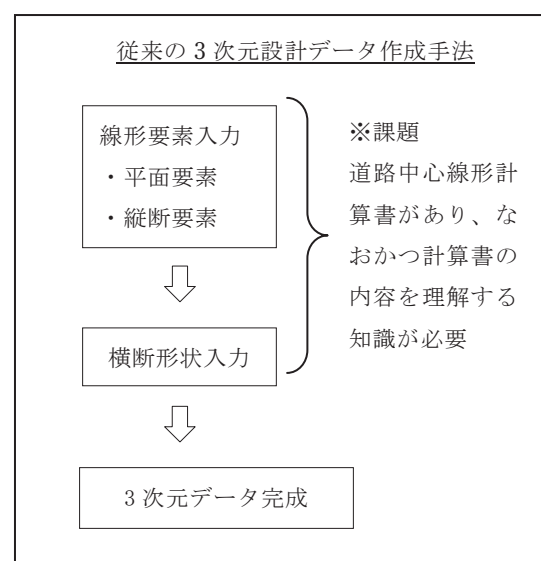 従来の3次元設計データ作成手法
線形要素入力
・平面要素
・縦断要素
横断形状入力
3次元データ完成
※課題
道路中心線形計
算書があり、な
おかつ計算書の
内容を理解する
知識が必要